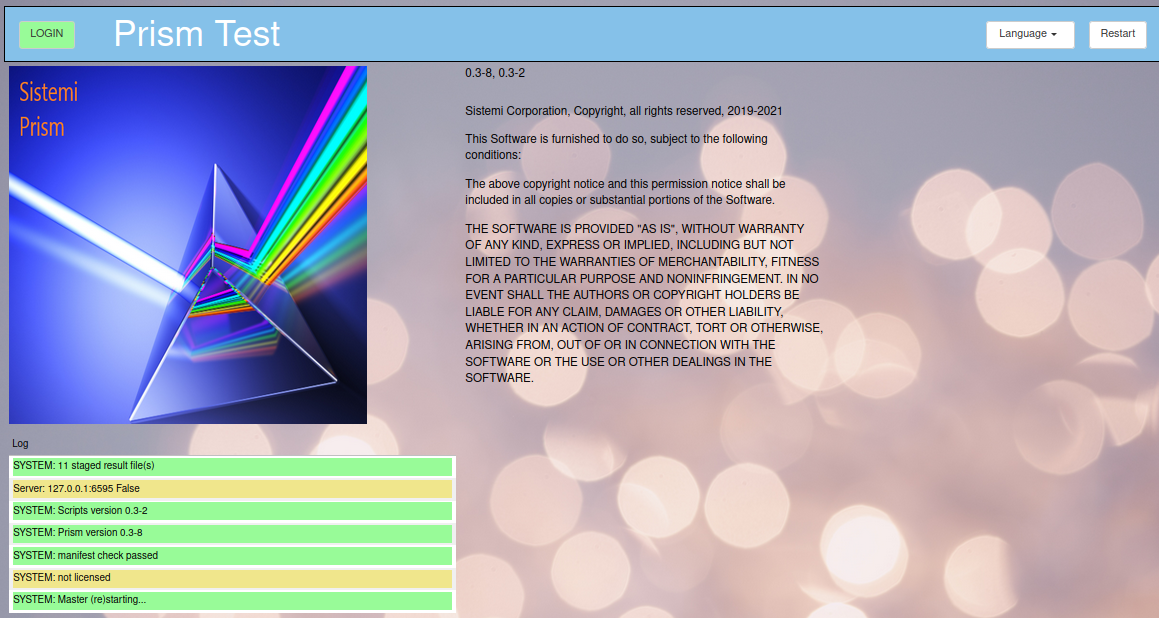 LOGIN
Prism Test
Language
Restart
Sistemi
Prism
0.3-8, 0.3-2
Sistemi Corporation, Copyright, all rights reserved, 2019-2021
This Software is furnished to do so, subject to the following
conditions:
The above copyright notice and this permission notice shall be
included in all copies or substantial portions of the Software.
THE SOFTWARE IS PROVIDED "AS IS", WITHOUT WARRANTY
OF ANY KIND, EXPRESS OR IMPLIED, INCLUDING BUT NOT
LIMITED TO THE WARRANTIES OF MERCHANTABILITY, FITNESS
FOR A PARTICULAR PURPOSE AND NONINFRINGEMENT. IN NO
EVENT SHALL THE AUTHORS OR COPYRIGHT HOLDERS BE
LIABLE FOR ANY CLAIM, DAMAGES OR OTHER LIABILITY,
WHETHER IN AN ACTION OF CONTRACT, TORT OR OTHERWISE,
ARISING FROM, OUT OF OR IN CONNECTION WITH THE
SOFTWARE OR THE USE OR OTHER DEALINGS IN THE
SOFTWARE.
Log
SYSTEM: 11 staged result file(s)
Server: 127.0.0.1:6595 False
SYSTEM: Scripts version 0.3-2
SYSTEM: Prism version 0.3-8
SYSTEM: manifest check passed
SYSTEM: not licensed
SYSTEM: Master (re)starting...